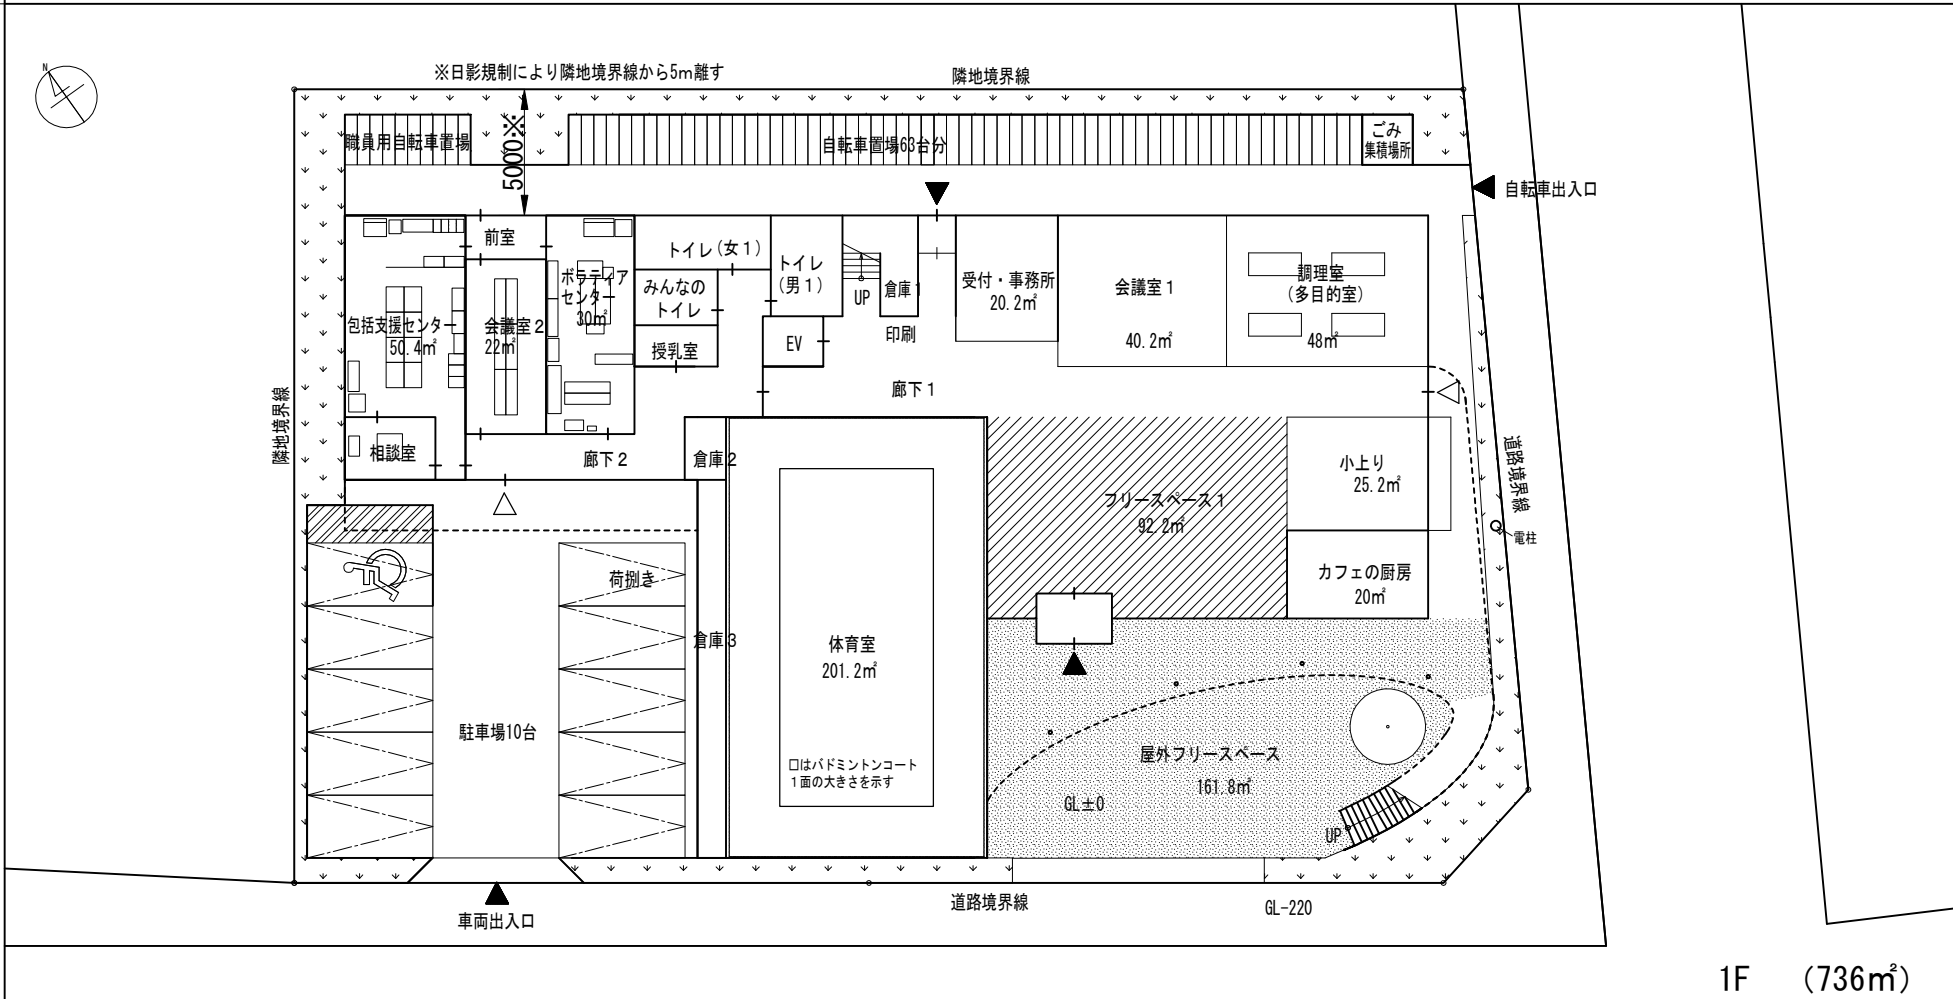 N
※日影規制により隣地境界線から5m離す
隣地境界線
職員用自転車置場
5000※
自転車置場63台分
ごみ
集積場所
自転車出入口
前室
トイレ(女1)
トイレ
(男1)
みんなの
トイレ
授乳室
ボラティア
センター
30㎡
包括支援センター
50.4㎡
会議室2
22㎡
UP
倉庫1
印刷
EV
受付・事務所
20.2㎡
会議室1
40.2㎡
調理室
(多目的室)
48㎡
廊下1
隣地境界線
相談室
廊下2
倉庫2
フリースペース1
92.2㎡
小上り
25.2㎡
道路境界線
電柱
カフェの厨房
20㎡
荷捌き
倉庫3
体育室
201.2㎡
駐車場10台
□はバドミントンコート
1面の大きさを示す
屋外フリースペース
161.8㎡
GL±0
UP
車両出入口
道路境界線
GL-220
1F (736㎡)